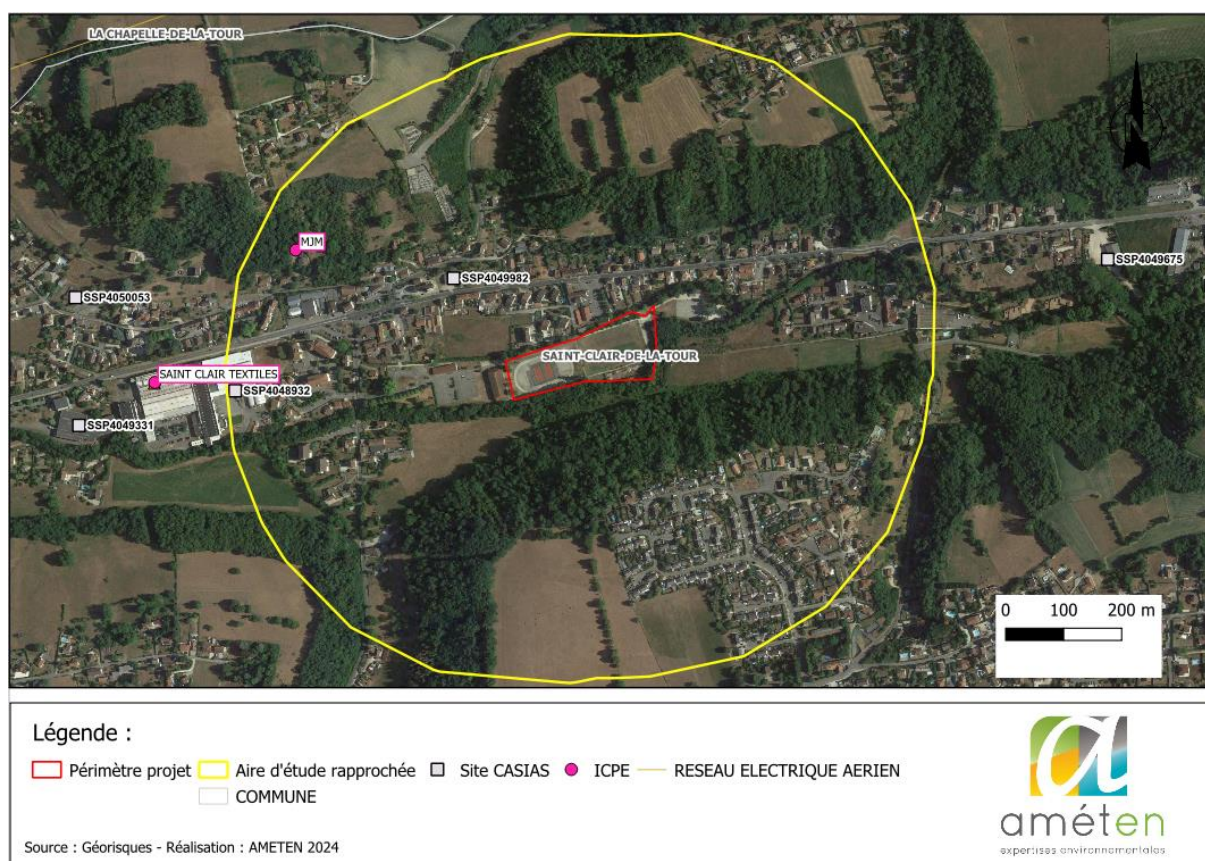 LA CHAPELLE-DE-LA-TOUR
N
MJM
SSP4049982
SSP4049675
SSP4050053
SAINT-CLAIR-DE-LA-TOUR
SAINT CLAIR TEXTILES
SSP4048932
SSP4049331
0 100 200 m
Légende :
Périmètre projet Aire d'étude rapprochée Site CASIAS ICPE RESEAU ELECTRIQUE AERIEN
COMMUNE
a
améten
expertises environnementales
Source : Géorisques - Réalisation : AMETEN 2024